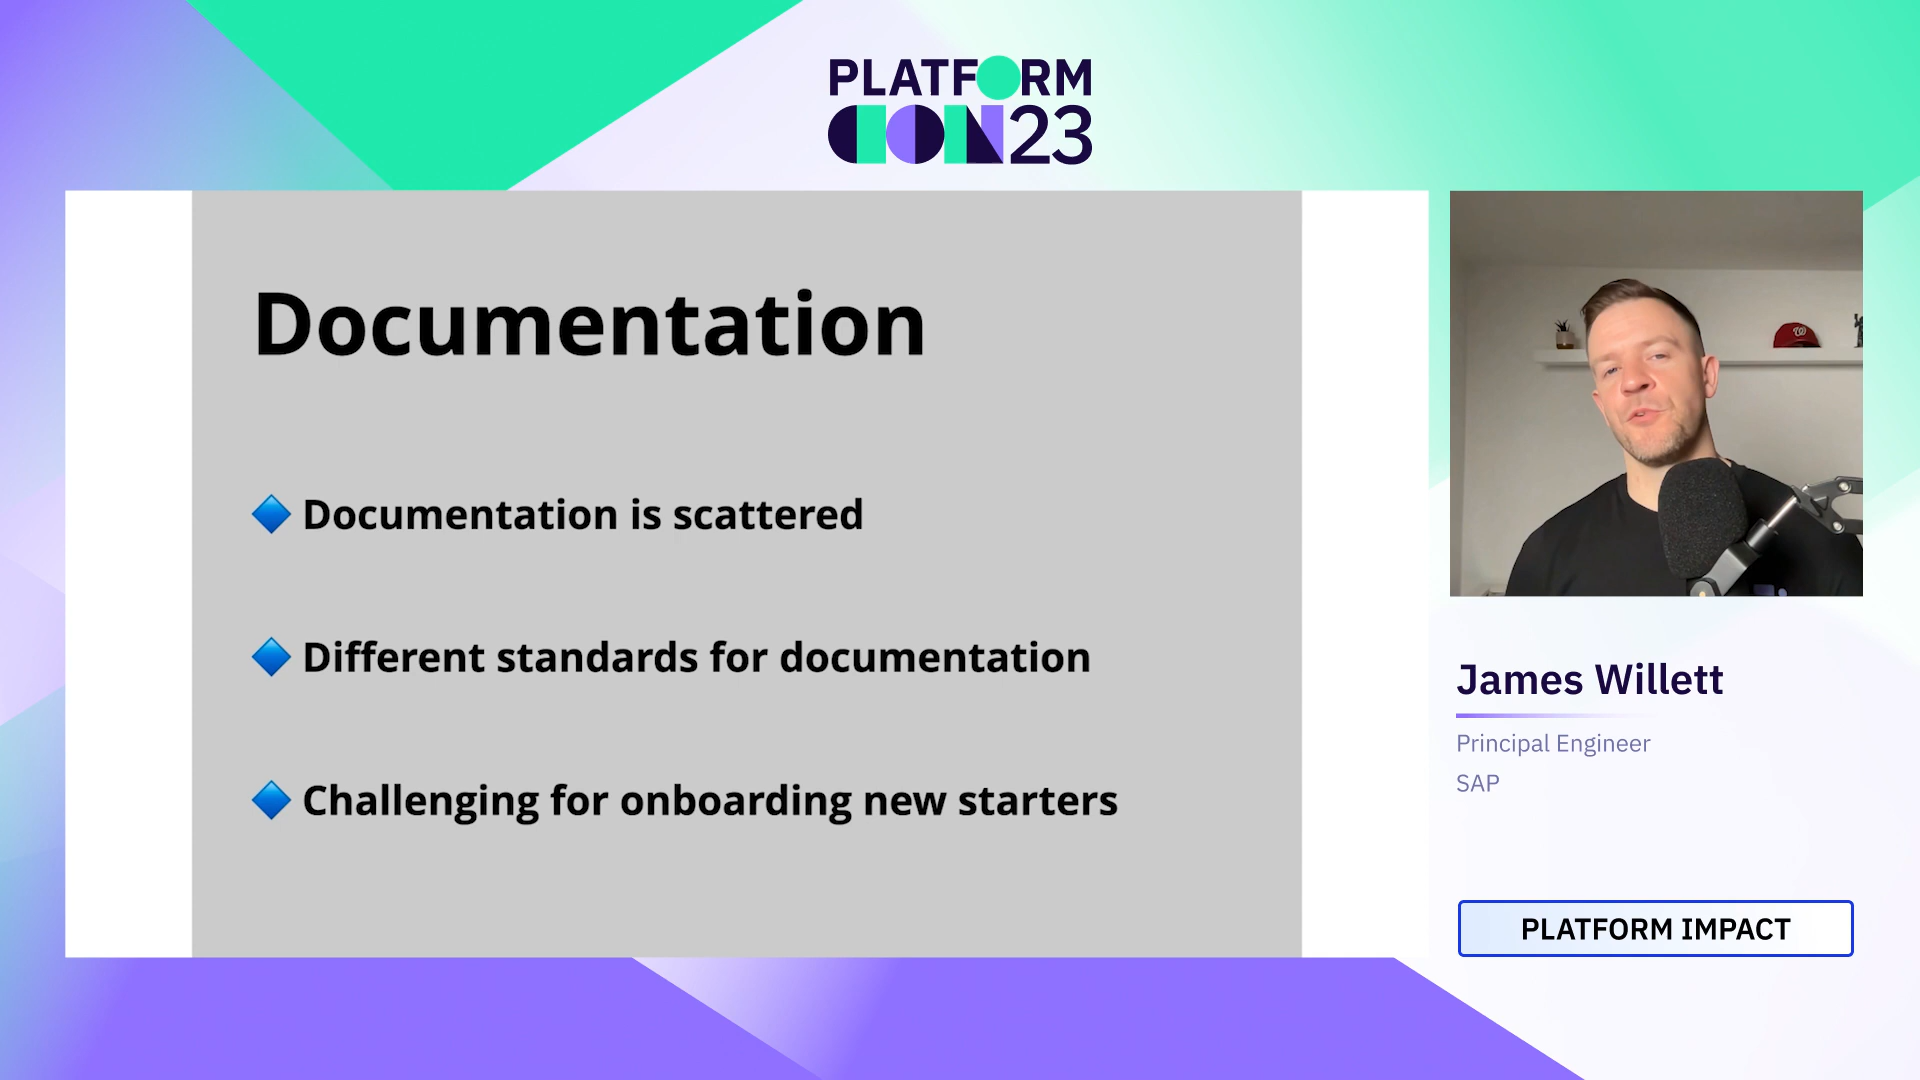 PLATFORM
CON23
Documentation
Documentation is scattered
Different standards for documentation
Challenging for onboarding new starters
W
James Willett
Principal Engineer
SAP
PLATFORM IMPACT